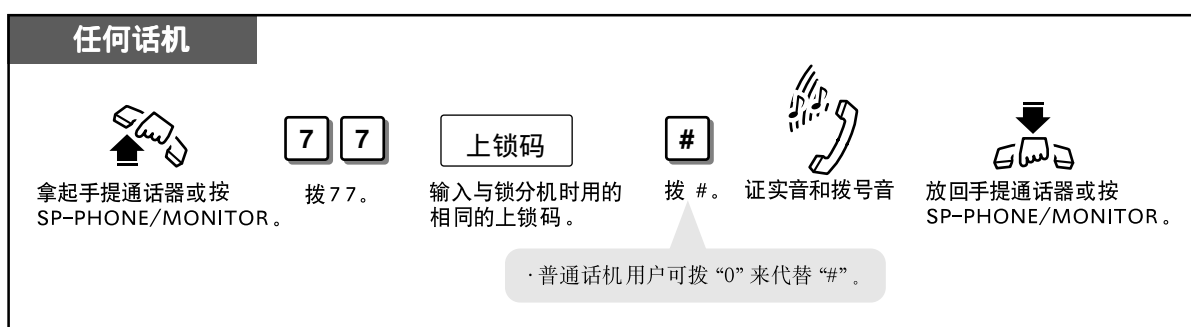 任何话机
7 7
上锁码
#
拿起手提通话器或按
SP-PHONE/MONITOR。
拨77。
输入与锁分机时用的
相同的上锁码。
拨 #。
证实音和拨号音
放回手提通话器或按
SP-PHONE/MONITOR。
·普通话机用户可拨“0”来代替“#”。